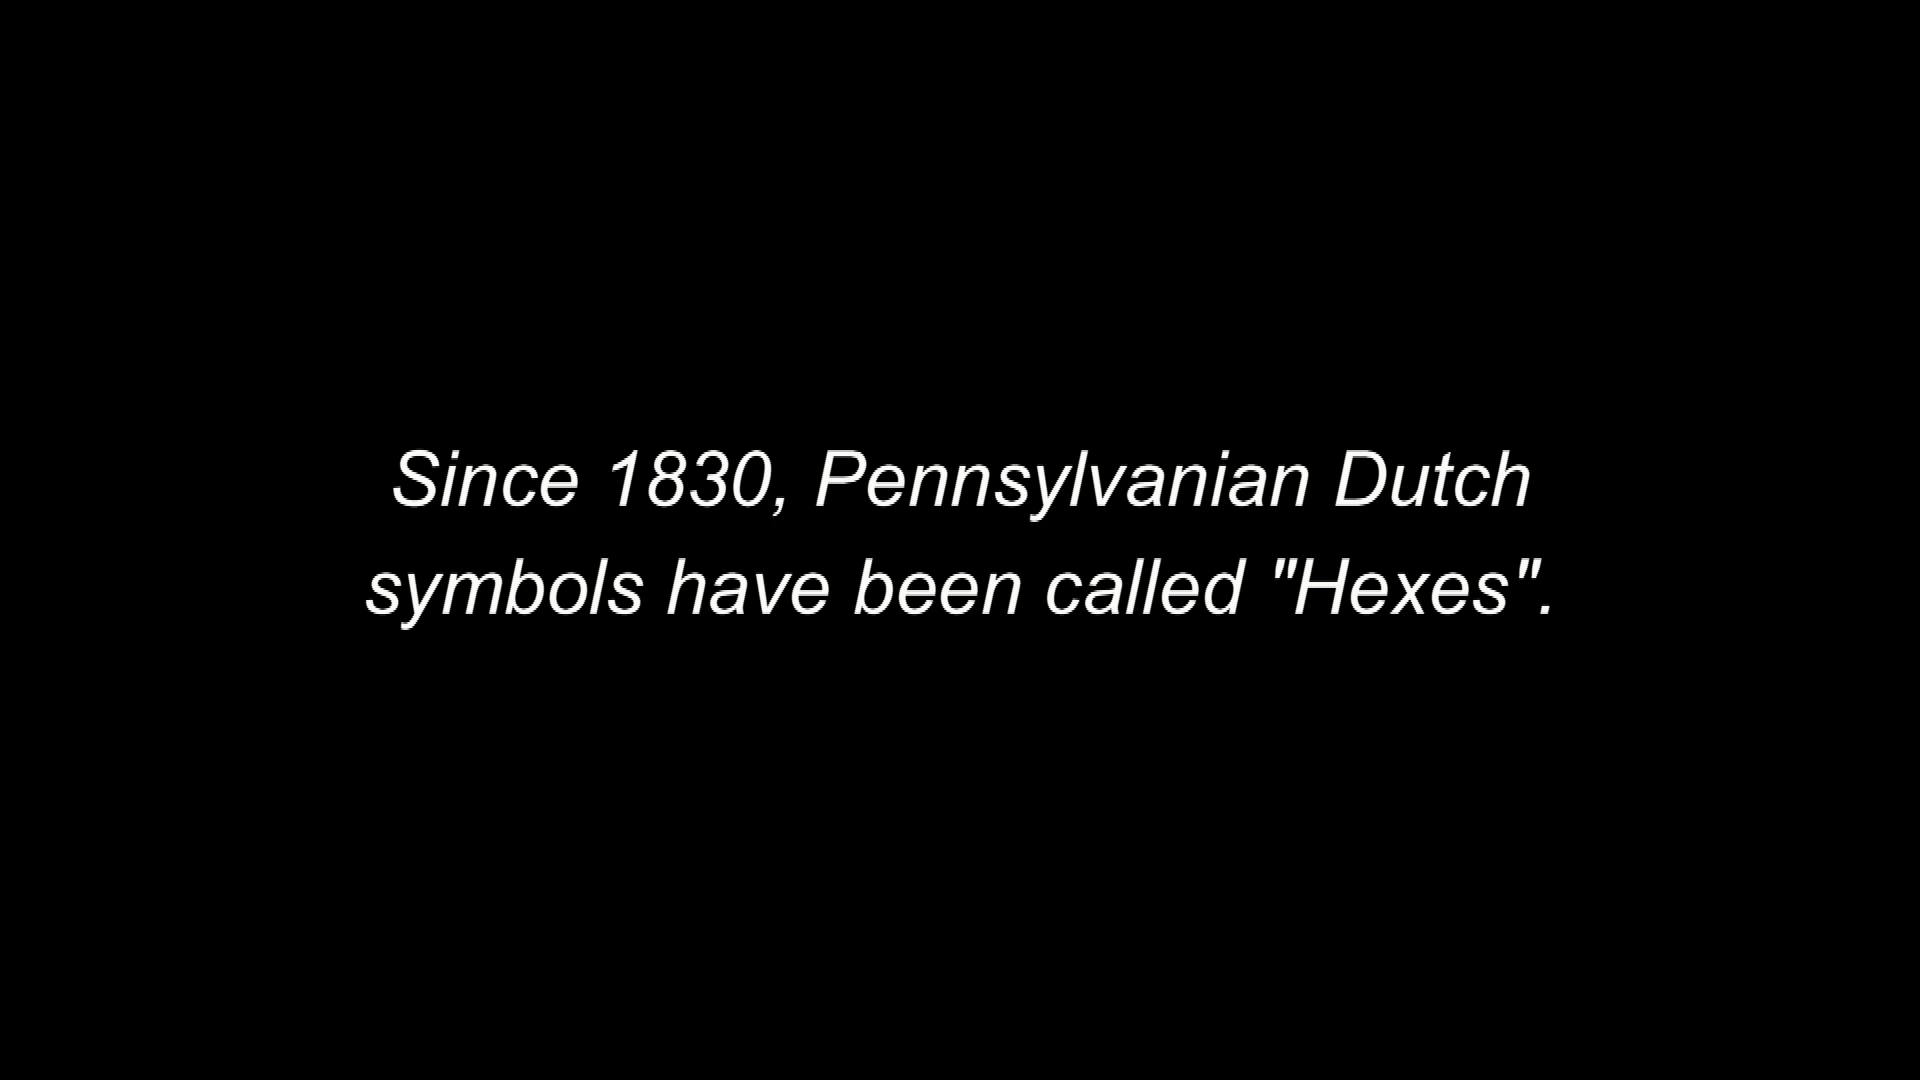 Since 1830, Pennsylvanian Dutch
symbols have been called "Hexes".